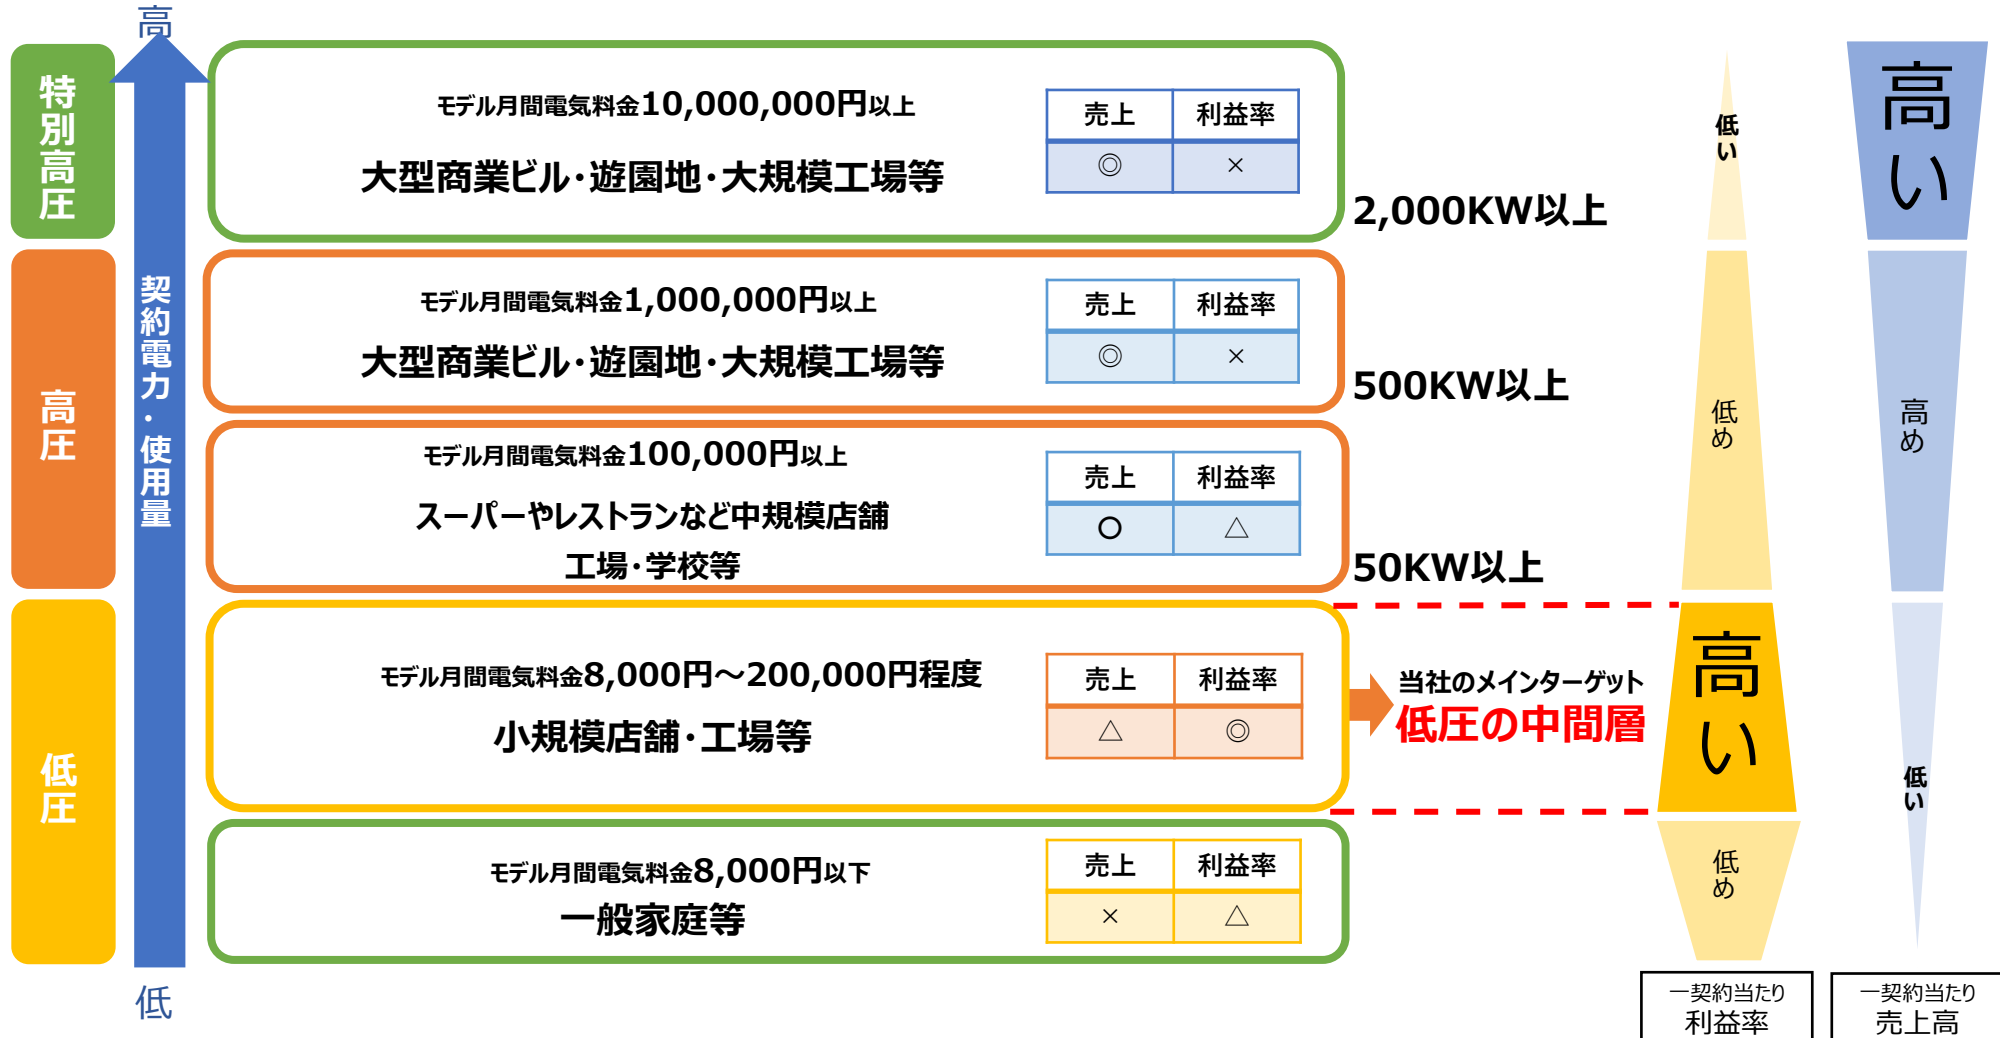 高
特別高圧
モデル月間電気料金10,000,000円以上
大型商業ビル・遊園地・大規模工場等
売上 利益率
◎ ×
2,000KW以上
低い
高い
契約電力・使用量
高圧
モデル月間電気料金1,000,000円以上
大型商業ビル・遊園地・大規模工場等
売上 利益率
◎ ×
500KW以上
低め
高め
モデル月間電気料金100,000円以上
スーパーやレストランなど中規模店舗
工場・学校等
売上 利益率
○ △
50KW以上
低圧
モデル月間電気料金8,000円～200,000円程度
小規模店舗・工場等
売上 利益率
△ ◎
当社のメインターゲット
低圧の中間層
高い
低い
モデル月間電気料金8,000円以下
一般家庭等
売上 利益率
× △
低め
低
一契約当たり
利益率
一契約当たり
売上高